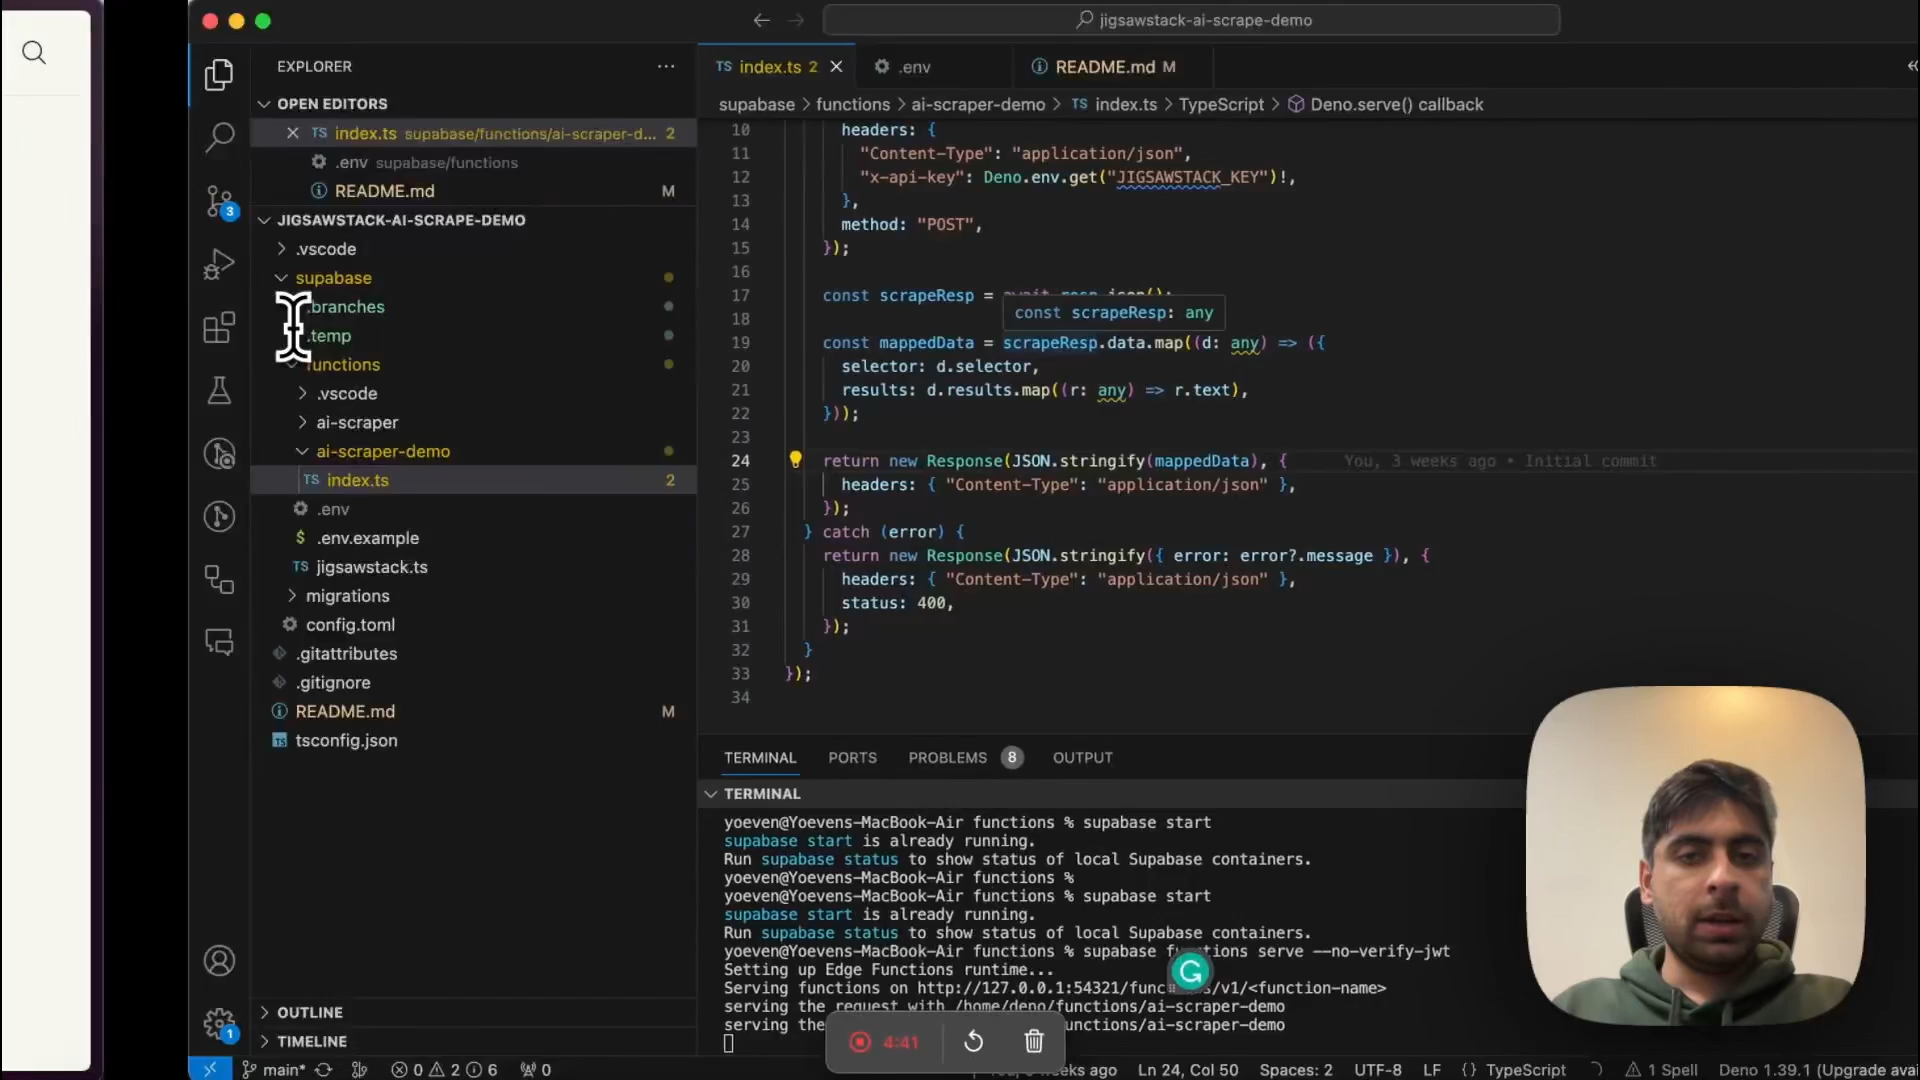 jigsawstack-ai-scrape-demo
EXPLORER
OPEN EDITORS
TS index.ts supabase/functions/ai-scraper-d... 2
.env supabase/functions
README.md M
JIGSAWSTACK-AI-SCRAPE-DEMO
.vscode
supabase
.branches
.temp
functions
.vscode
ai-scraper
ai-scraper-demo
TS index.ts 2
.env
$ .env.example
TS jigsawstack.ts
migrations
config.toml
.gitattributes
.gitignore
README.md M
tsconfig.json
OUTLINE
TIMELINE
3
1
TS index.ts 2
.env
README.md M
supabase > functions > ai-scraper-demo > TS index.ts > TypeScript > Deno.serve() callback
10 headers: {
11 "Content-Type": "application/json",
12 "x-api-key": Deno.env.get("JIGSAWSTACK_KEY")!,
13 },
14 method: "POST",
15 });
16
17 const scrapeResp = await resp.json();
const scrapeResp: any
18
19 const mappedData = scrapeResp.data.map((d: any) => ({
20 selector: d.selector,
21 results: d.results.map((r: any) => r.text),
22 }));
23
24 return new Response(JSON.stringify(mappedData), { You, 3 weeks ago • Initial commit
25 headers: { "Content-Type": "application/json" },
26 });
27 } catch (error) {
28 return new Response(JSON.stringify({ error: error?.message }), {
29 headers: { "Content-Type": "application/json" },
30 status: 400,
31 });
32 }
33 });
34
TERMINAL PORTS PROBLEMS 8 OUTPUT
TERMINAL
yoeven@Yoevens-MacBook-Air functions % supabase start
supabase start is already running.
Run supabase status to show status of local Supabase containers.
yoeven@Yoevens-MacBook-Air functions %
yoeven@Yoevens-MacBook-Air functions % supabase start
supabase start is already running.
Run supabase status to show status of local Supabase containers.
yoeven@Yoevens-MacBook-Air functions % supabase functions serve --no-verify-jwt
Setting up Edge Functions runtime...
Serving functions on http://127.0.0.1:54321/functions/v1/<function-name>
serving the request with /home/deno/functions/ai-scraper-demo
serving the functions/ai-scraper-demo
4:41
main* 0 2 6 0
weeks ago Ln 24, Col 50 Spaces: 2 UTF-8 LF {} TypeScript 1 Spell Deno 1.39.1 (Upgrade avai